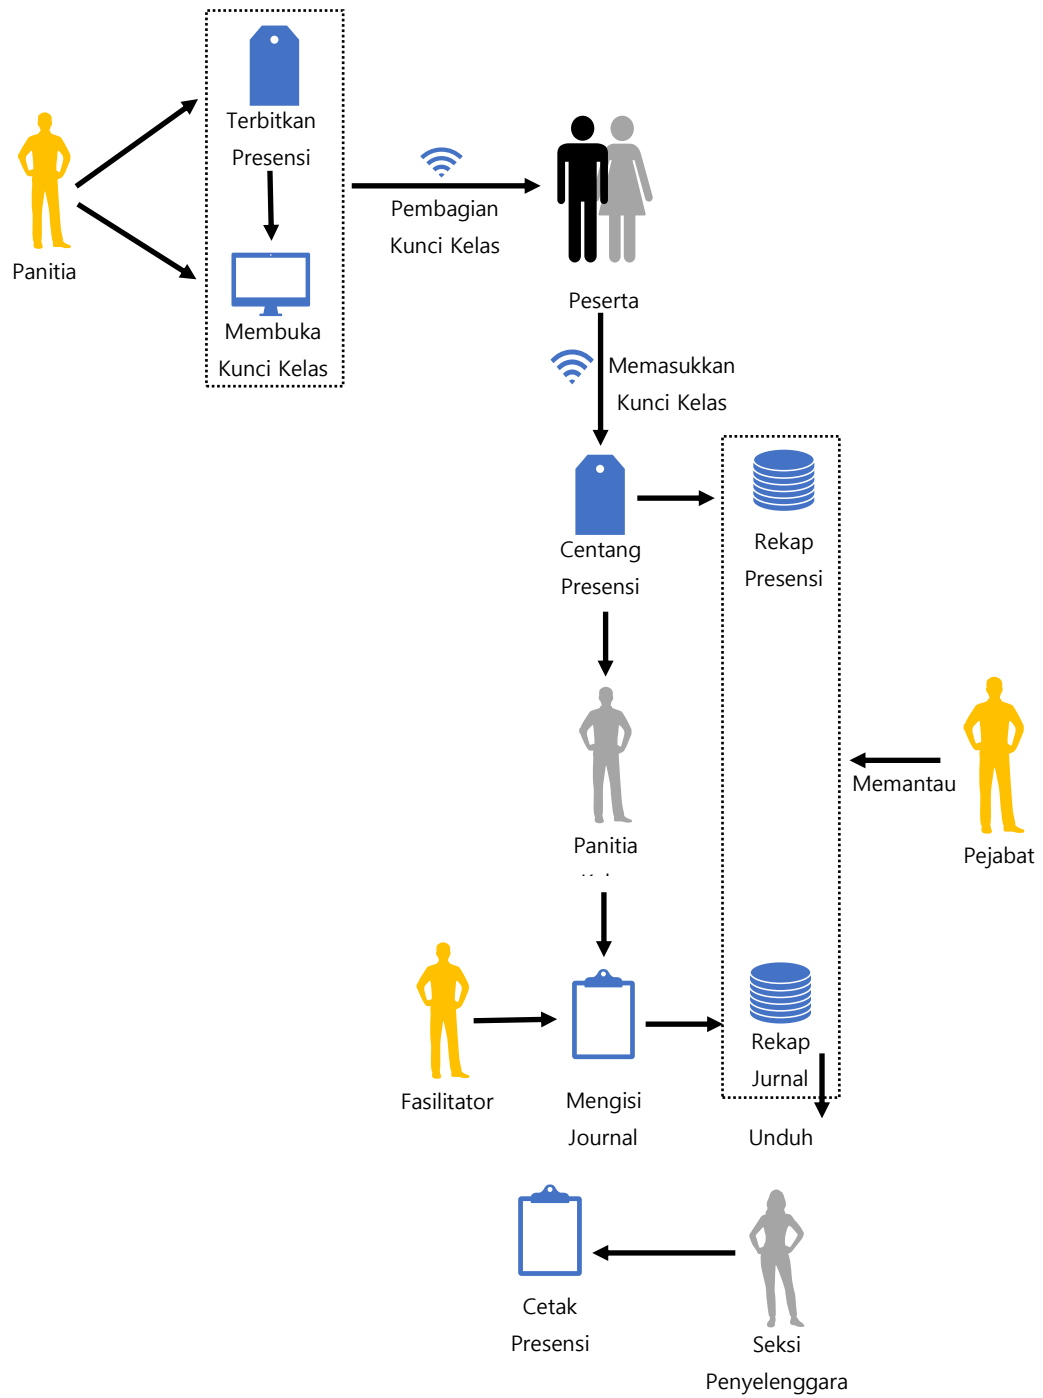 Terbitkan
Presensi
Panitia
Membuka
Kunci Kelas
Pembagian
Kunci Kelas
Peserta
Memasukkan
Kunci Kelas
Centang
Presensi
Rekap
Presensi
Panitia
Memantau
Pejabat
Fasilitator
Mengisi
Journal
Rekap
Jurnal
Unduh
Cetak
Presensi
Seksi
Penyelenggara